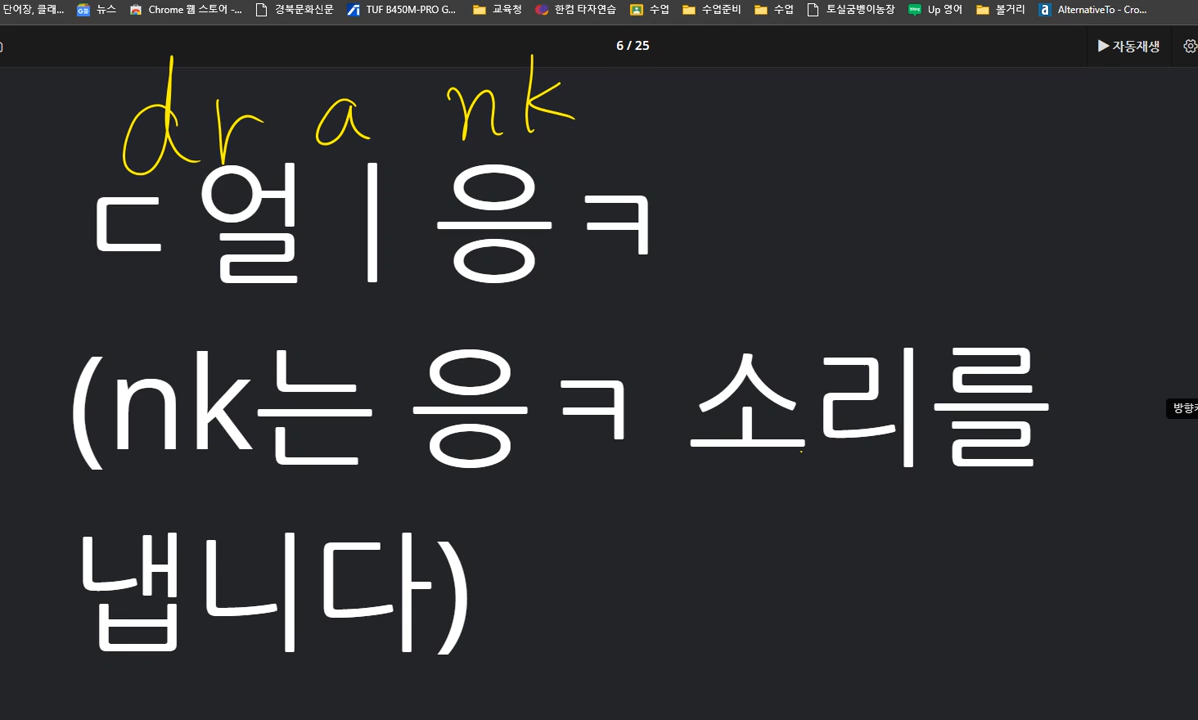 단어장, 클래... 뉴스 Chrome 웹 스토어 -... 경북문화신문 TUF B450M-PRO G... 교육청 한컴 타자연습 수업 수업준비 수업 토실굼벵이농장 Up 영어 볼거리 AlternativeTo - Cro...
6 / 25 ▶ 자동재생
d r a nk
ㄷ얼ㅣ응ㅋ
(nk는 응ㅋ 소리를
방향키
냅니다)